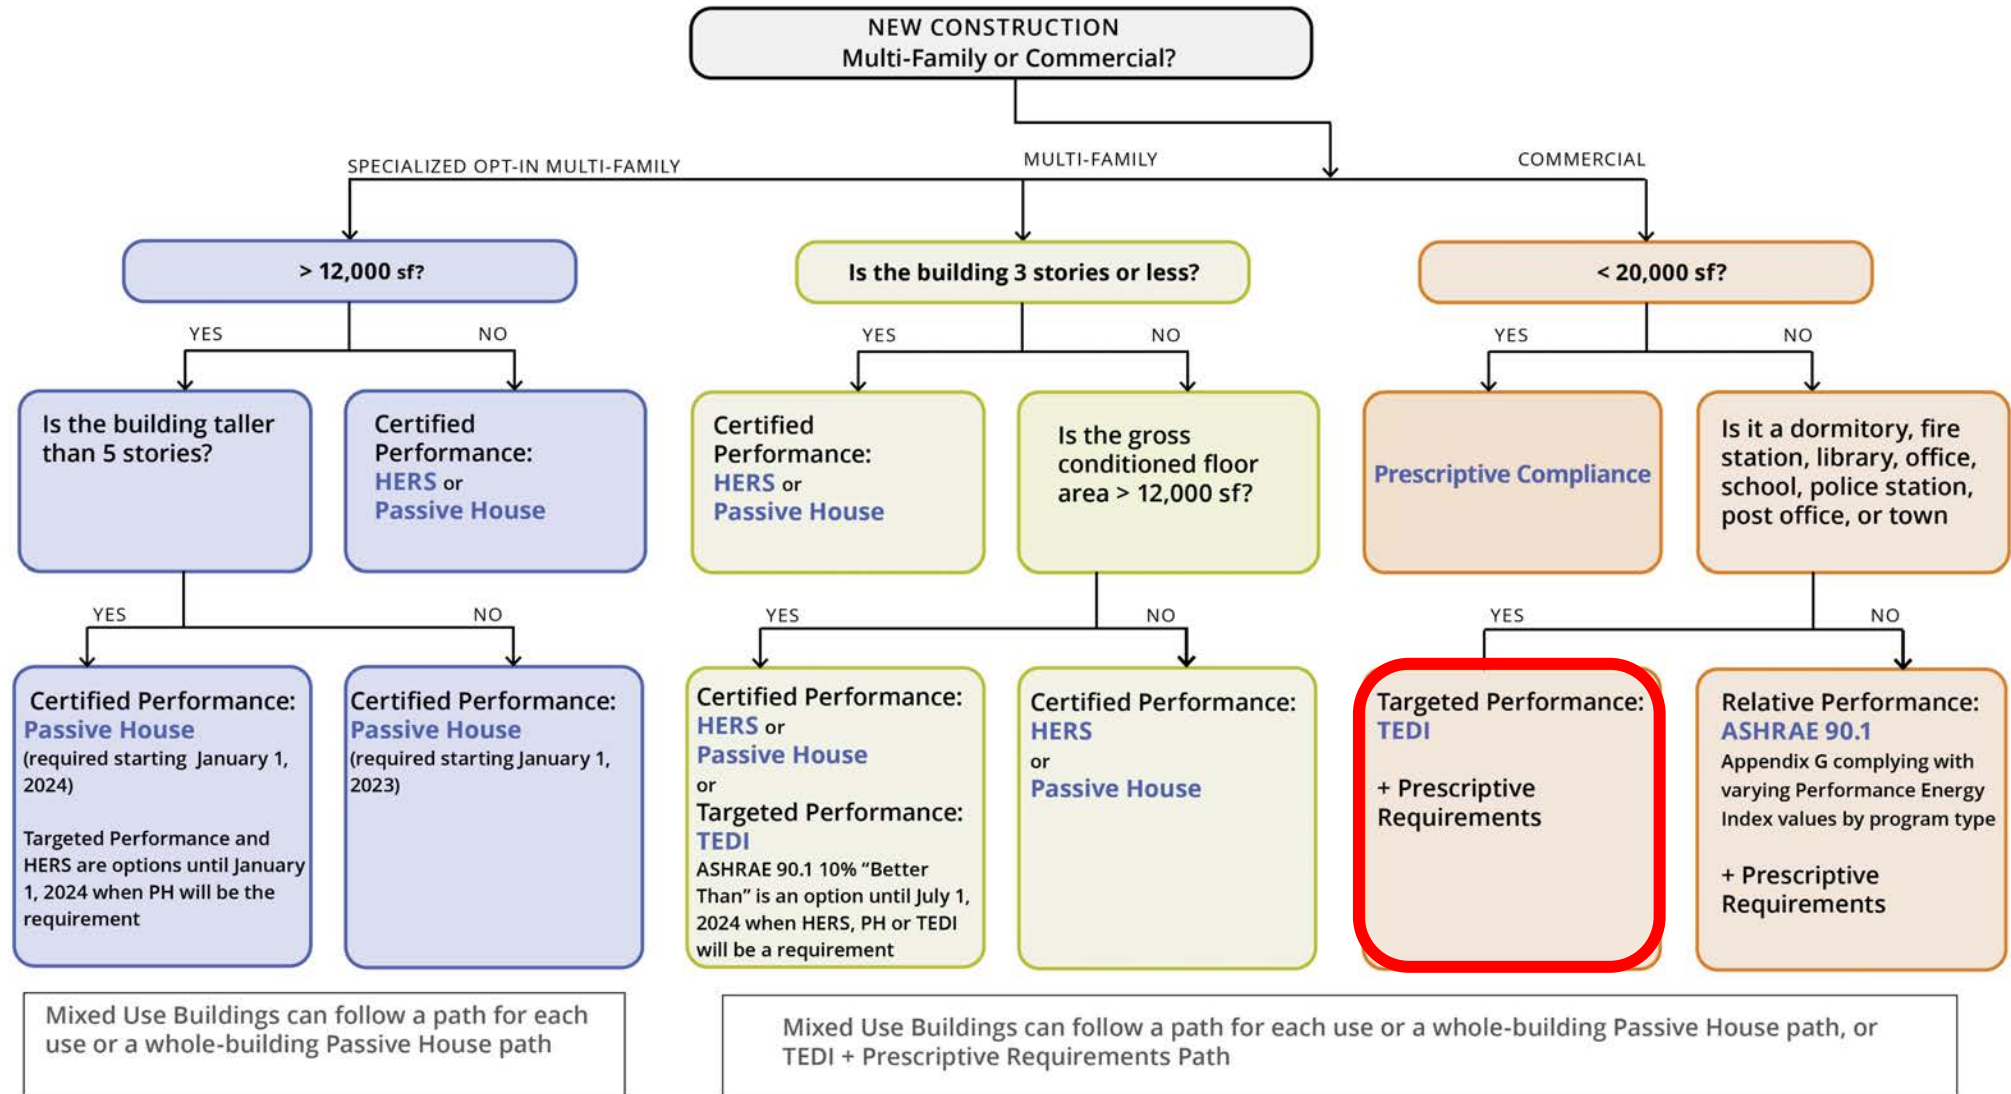 NEW CONSTRUCTION
Multi-Family or Commercial?
SPECIALIZED OPT-IN MULTI-FAMILY
MULTI-FAMILY
COMMERCIAL
> 12,000 sf?
Is the building 3 stories or less?
< 20,000 sf?
YES
NO
YES
NO
YES
NO
Is the building taller
than 5 stories?
Certified
Performance:
HERS or
Passive House
Certified
Performance:
HERS or
Passive House
Is the gross
conditioned floor
area > 12,000 sf?
Prescriptive Compliance
Is it a dormitory, fire
station, library, office,
school, police station,
post office, or town
YES
NO
YES
NO
YES
NO
Certified Performance:
Passive House
(required starting January 1,
2024)
Targeted Performance and
HERS are options until January
1, 2024 when PH will be the
requirement
Certified Performance:
Passive House
(required starting January 1,
2023)
Certified Performance:
HERS or
Passive House
or
Targeted Performance:
TEDI
ASHRAE 90.1 10% “Better
Than” is an option until July 1,
2024 when HERS, PH or TEDI
will be a requirement
Certified Performance:
HERS
or
Passive House
Targeted Performance:
TEDI
+ Prescriptive
Requirements
Relative Performance:
ASHRAE 90.1
Appendix G complying with
varying Performance Energy
Index values by program type
+ Prescriptive
Requirements
Mixed Use Buildings can follow a path for each
use or a whole-building Passive House path
Mixed Use Buildings can follow a path for each use or a whole-building Passive House path, or
TEDI + Prescriptive Requirements Path